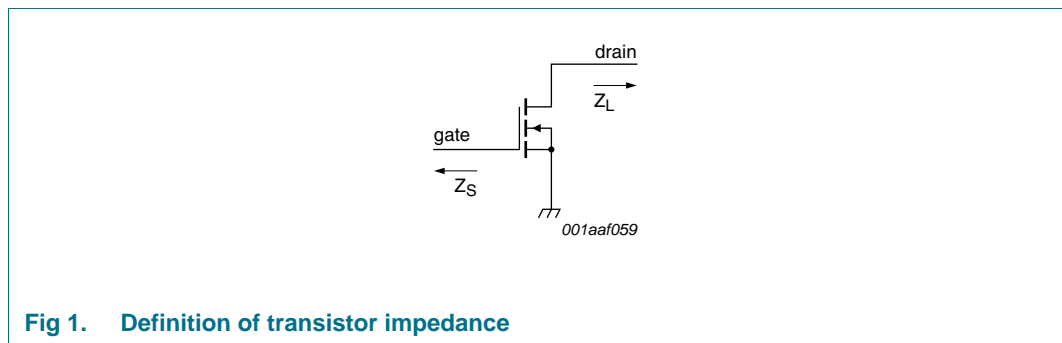 drain
Z_L
gate
Z_S
001aaf059
Fig 1. Definition of transistor impedance